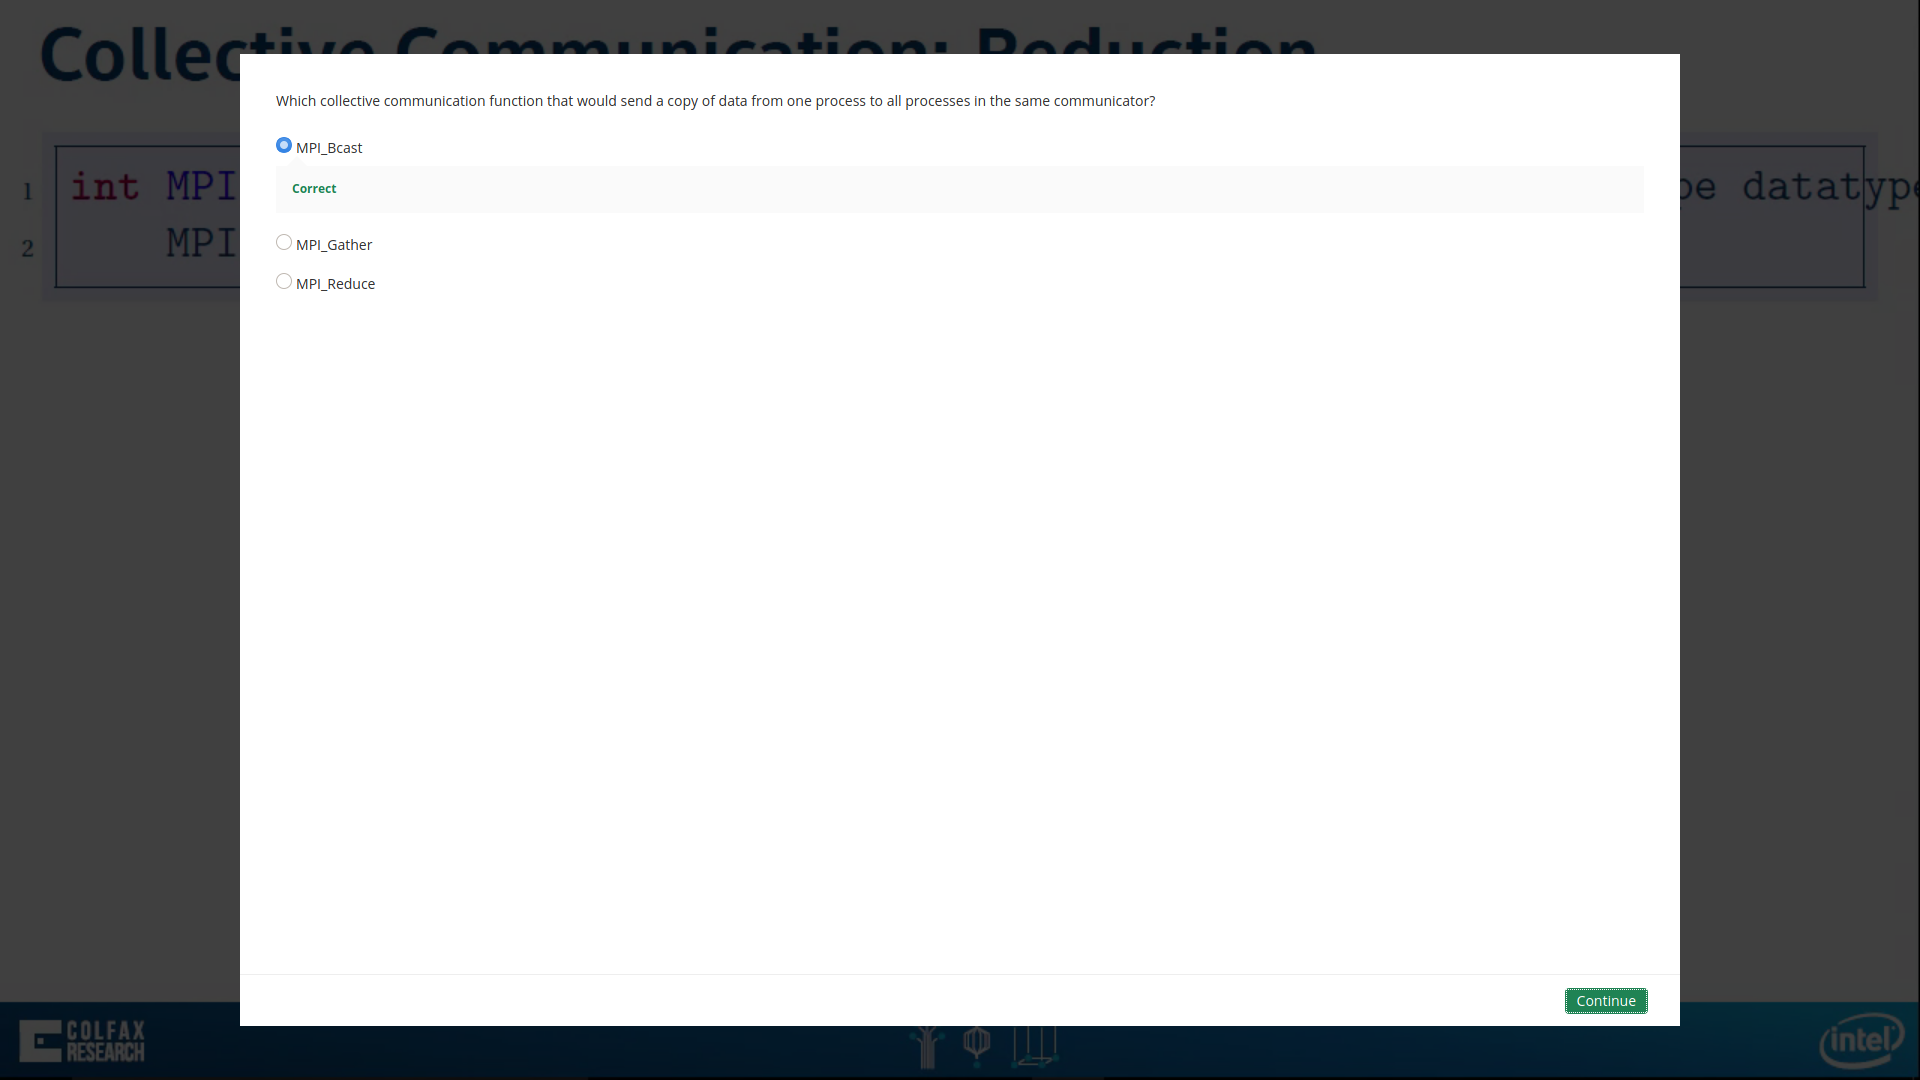 Collective Communication: Reduction
Which collective communication function that would send a copy of data from one process to all processes in the same communicator?
MPI_Bcast
Correct
MPI_Gather
MPI_Reduce
1 int MPI
datatype
2 MPI
Continue
COLFAX
RESEARCH
intel